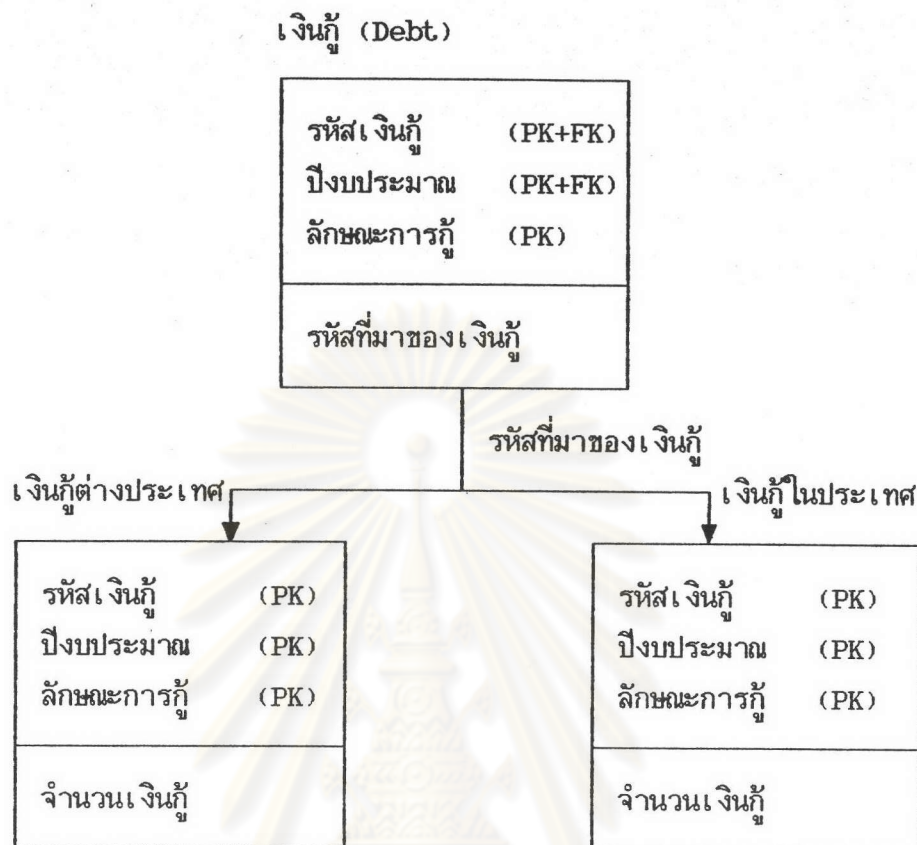 เงินกู้ (Debt)
รหัสเงินกู้ (PK+FK)
ปีงบประมาณ (PK+FK)
ลักษณะการกู้ (PK)
รหัสที่มาของเงินกู้
รหัสที่มาของเงินกู้
เงินกู้ต่างประเทศ
รหัสเงินกู้ (PK)
ปีงบประมาณ (PK)
ลักษณะการกู้ (PK)
จำนวนเงินกู้
เงินกู้ในประเทศ
รหัสเงินกู้ (PK)
ปีงบประมาณ (PK)
ลักษณะการกู้ (PK)
จำนวนเงินกู้